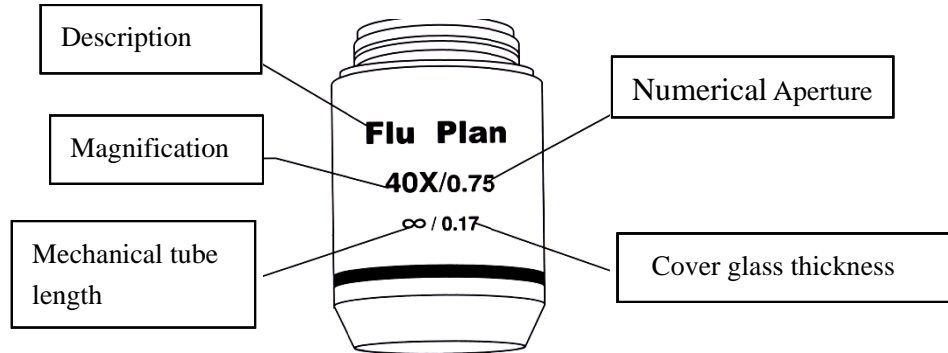 Description
Numerical Aperture
Flu Plan
Magnification
40X/0.75
∞ / 0.17
Mechanical tube
length
Cover glass thickness